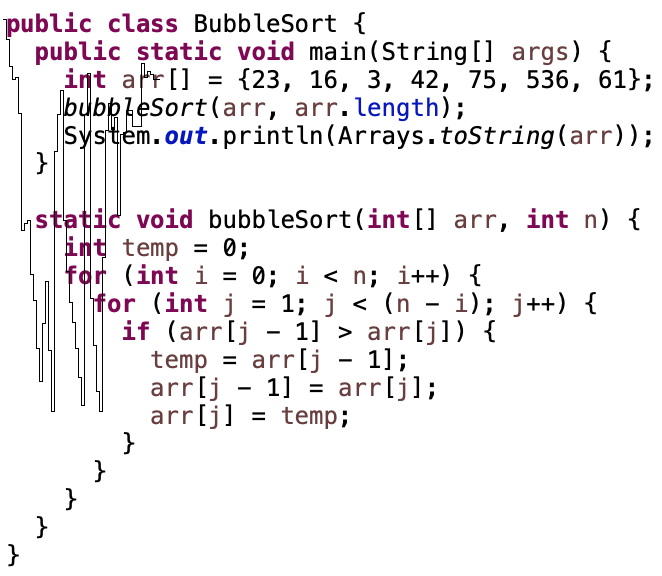 public class BubbleSort {
  public static void main(String[] args) {
    int arr[] = {23, 16, 3, 42, 75, 536, 61};
    bubbleSort(arr, arr.length);
    System.out.println(Arrays.toString(arr));
  }

  static void bubbleSort(int[] arr, int n) {
    int temp = 0;
    for (int i = 0; i < n; i++) {
      for (int j = 1; j < (n - i); j++) {
        if (arr[j - 1] > arr[j]) {
          temp = arr[j - 1];
          arr[j - 1] = arr[j];
          arr[j] = temp;
        }
      }
    }
  }
}